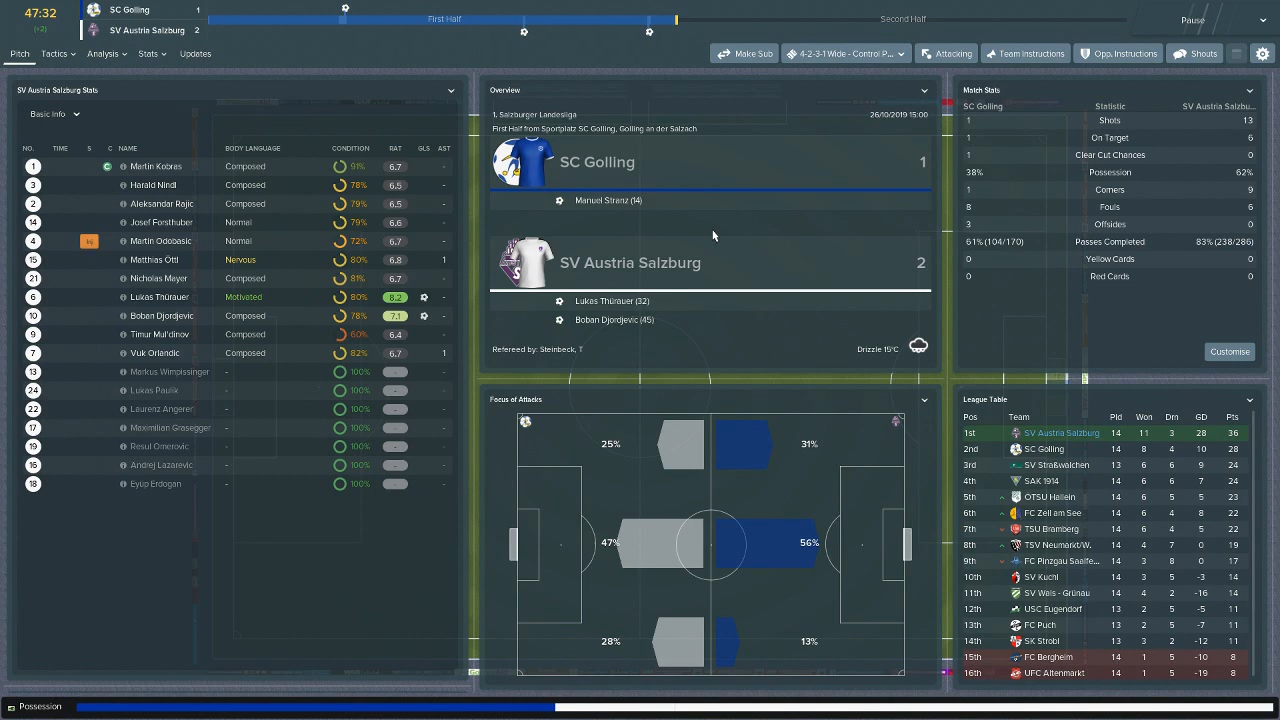 47:32
(+2)
SC Golling 1
SV Austria Salzburg 2
First Half
Second Half
Pause
Pitch Tactics Analysis Stats Updates
Make Sub 4-2-3-1 Wide - Control P... Attacking Team Instructions Opp. Instructions Shouts
SV Austria Salzburg Stats
Basic Info
NO. TIME S C NAME BODY LANGUAGE CONDITION RAT GLS AST
1 C Martin Kobras Composed 91% 6.7 -
3 Harald Nindl Composed 78% 6.5 -
2 Aleksandar Rajic Composed 79% 6.5 -
14 Josef Forsthuber Normal 79% 6.6 -
4 Inj Martin Odobasic Normal 72% 6.7 -
15 Matthias Öttl Nervous 80% 6.8 1
21 Nicholas Mayer Composed 81% 6.7 -
6 Lukas Thürauer Motivated 80% 8.2 -
10 Boban Djordjevic Composed 78% 7.1 -
9 Timur Mul'dinov Composed 60% 6.4 -
7 Vuk Orlandic Composed 82% 6.7 1
13 Markus Wimpissinger - 100% - -
24 Lukas Paulik - 100% - -
22 Laurenz Angerer - 100% - -
17 Maximilian Grasegger - 100% - -
19 Resul Omerovic - 100% - -
16 Andrej Lazarevic - 100% - -
18 Eyüp Erdogan - 100% - -
Overview
1. Salzburger Landesliga 26/10/2019 15:00
First Half from Sportplatz SC Golling, Golling an der Salzach
SC Golling 1
Manuel Stranz (14)
SV Austria Salzburg 2
Lukas Thürauer (32)
Boban Djordjevic (45)
Refereed by: Steinbeck, T Drizzle 15°C
Focus of Attacks
25% 31%
47% 56%
28% 13%
Match Stats
SC Golling Statistic SV Austria Salzbu...
1 Shots 13
1 On Target 6
1 Clear Cut Chances 0
38% Possession 62%
1 Corners 9
8 Fouls 6
3 Offsides 0
61% (104/170) Passes Completed 83% (238/286)
0 Yellow Cards 0
0 Red Cards 0
Customise
League Table
Pos Team Pld Won Drn GD Pts
1st SV Austria Salzburg 14 11 3 28 36
2nd SC Golling 14 8 4 10 28
3rd SV Straßwalchen 13 6 6 9 24
4th SAK 1914 14 6 6 7 24
5th ÖTSU Hallein 14 6 5 5 23
6th FC Zell am See 14 6 4 8 22
7th TSU Bramberg 14 6 4 5 22
8th TSV Neumarkt/W. 14 4 7 0 19
9th FC Pinzgau Saalfe... 14 3 8 0 17
10th SV Kuchl 14 3 5 -3 14
11th SV Wals - Grünau 14 4 2 -16 14
12th USC Eugendorf 13 2 5 -5 11
13th FC Puch 13 2 5 -7 11
14th SK Strobl 13 3 2 -12 11
15th FC Bergheim 14 1 5 -10 8
16th UFC Altenmarkt 14 1 5 -19 8
Possession